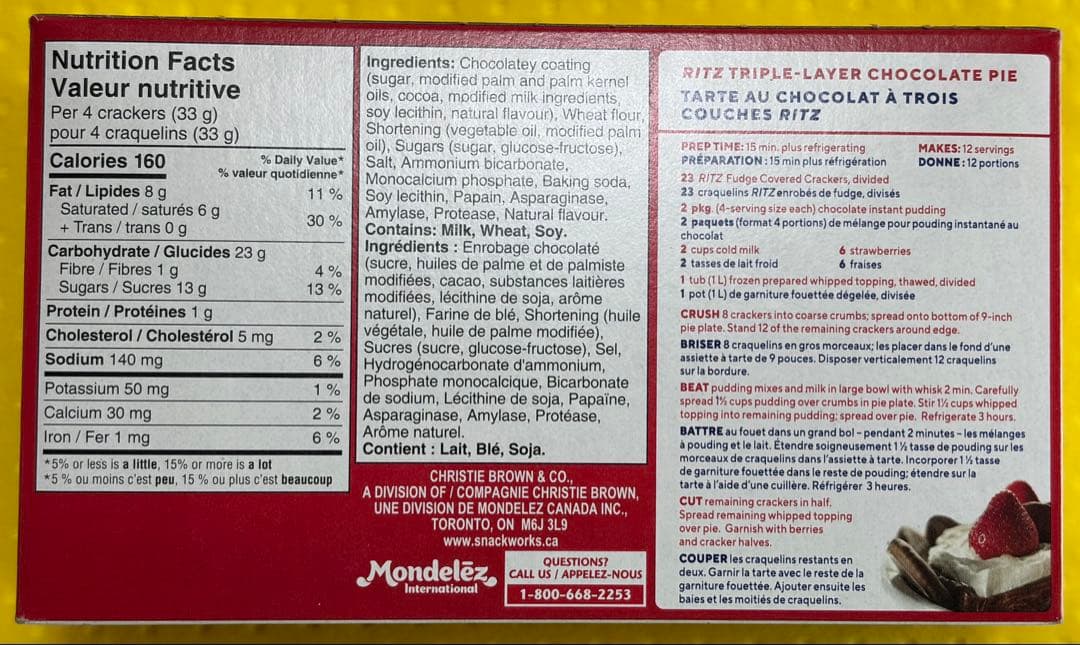 Nutrition Facts
Valeur nutritive
Per 4 crackers (33 g)
pour 4 craquelins (33 g)
Calories 160
% Daily Value*
% valeur quotidienne*
Fat / Lipides 8 g 11 %
Saturated / saturés 6 g
+ Trans / trans 0 g 30 %
Carbohydrate / Glucides 23 g
Fibre / Fibres 1 g 4 %
Sugars / Sucres 13 g 13 %
Protein / Protéines 1 g
Cholesterol / Cholestérol 5 mg 2 %
Sodium 140 mg 6 %
Potassium 50 mg 1 %
Calcium 30 mg 2 %
Iron / Fer 1 mg 6 %
*5% or less is a little, 15% or more is a lot
*5 % ou moins c'est peu, 15 % ou plus c'est beaucoup
Ingredients: Chocolatey coating
(sugar, modified palm and palm kernel
oils, cocoa, modified milk ingredients,
soy lecithin, natural flavour), Wheat flour,
Shortening (vegetable oil, modified palm
oil), Sugars (sugar, glucose-fructose),
Salt, Ammonium bicarbonate,
Monocalcium phosphate, Baking soda,
Soy lecithin, Papain, Asparaginase,
Amylase, Protease, Natural flavour.
Contains: Milk, Wheat, Soy.
Ingrédients : Enrobage chocolaté
(sucre, huiles de palme et de palmiste
modifiées, cacao, substances laitières
modifiées, lécithine de soja, arôme
naturel), Farine de blé, Shortening (huile
végétale, huile de palme modifiée),
Sucres (sucre, glucose-fructose), Sel,
Hydrogénocarbonate d'ammonium,
Phosphate monocalcique, Bicarbonate
de sodium, Lécithine de soja, Papaïne,
Asparaginase, Amylase, Protéase,
Arôme naturel.
Contient : Lait, Blé, Soja.
CHRISTIE BROWN & CO.,
A DIVISION OF / COMPAGNIE CHRISTIE BROWN,
UNE DIVISION DE MONDELEZ CANADA INC.,
TORONTO, ON M6J 3L9
www.snackworks.ca
Mondelēz
International
QUESTIONS?
CALL US / APPELEZ-NOUS
1-800-668-2253
RITZ TRIPLE-LAYER CHOCOLATE PIE
TARTE AU CHOCOLAT À TROIS
COUCHES RITZ
PREP TIME: 15 min. plus refrigerating MAKES: 12 servings
PRÉPARATION : 15 min plus réfrigération DONNE : 12 portions
23 RITZ Fudge Covered Crackers, divided
23 craquelins RITZ enrobés de fudge, divisés
2 pkg. (4-serving size each) chocolate instant pudding
2 paquets (format 4 portions) de mélange pour pouding instantané au
chocolat
2 cups cold milk 6 strawberries
2 tasses de lait froid 6 fraises
1 tub (1 L) frozen prepared whipped topping, thawed, divided
1 pot (1 L) de garniture fouettée dégelée, divisée
CRUSH 8 crackers into coarse crumbs; spread onto bottom of 9-inch
pie plate. Stand 12 of the remaining crackers around edge.
BRISER 8 craquelins en gros morceaux; les placer dans le fond d'une
assiette à tarte de 9 pouces. Disposer verticalement 12 craquelins
sur la bordure.
BEAT pudding mixes and milk in large bowl with whisk 2 min. Carefully
spread 1½ cups pudding over crumbs in pie plate. Stir 1½ cups whipped
topping into remaining pudding; spread over pie. Refrigerate 3 hours.
BATTRE au fouet dans un grand bol - pendant 2 minutes - les mélanges
à pouding et le lait. Étendre soigneusement 1 ½ tasse de pouding sur les
morceaux de craquelins dans l'assiette à tarte. Incorporer 1 ½ tasse
de garniture fouettée dans le reste de pouding; étendre sur la
tarte à l'aide d'une cuillère. Réfrigérer 3 heures.
CUT remaining crackers in half.
Spread remaining whipped topping
over pie. Garnish with berries
and cracker halves.
COUPER les craquelins restants en
deux. Garnir la tarte avec le reste de la
garniture fouettée. Ajouter ensuite les
baies et les moitiés de craquelins.